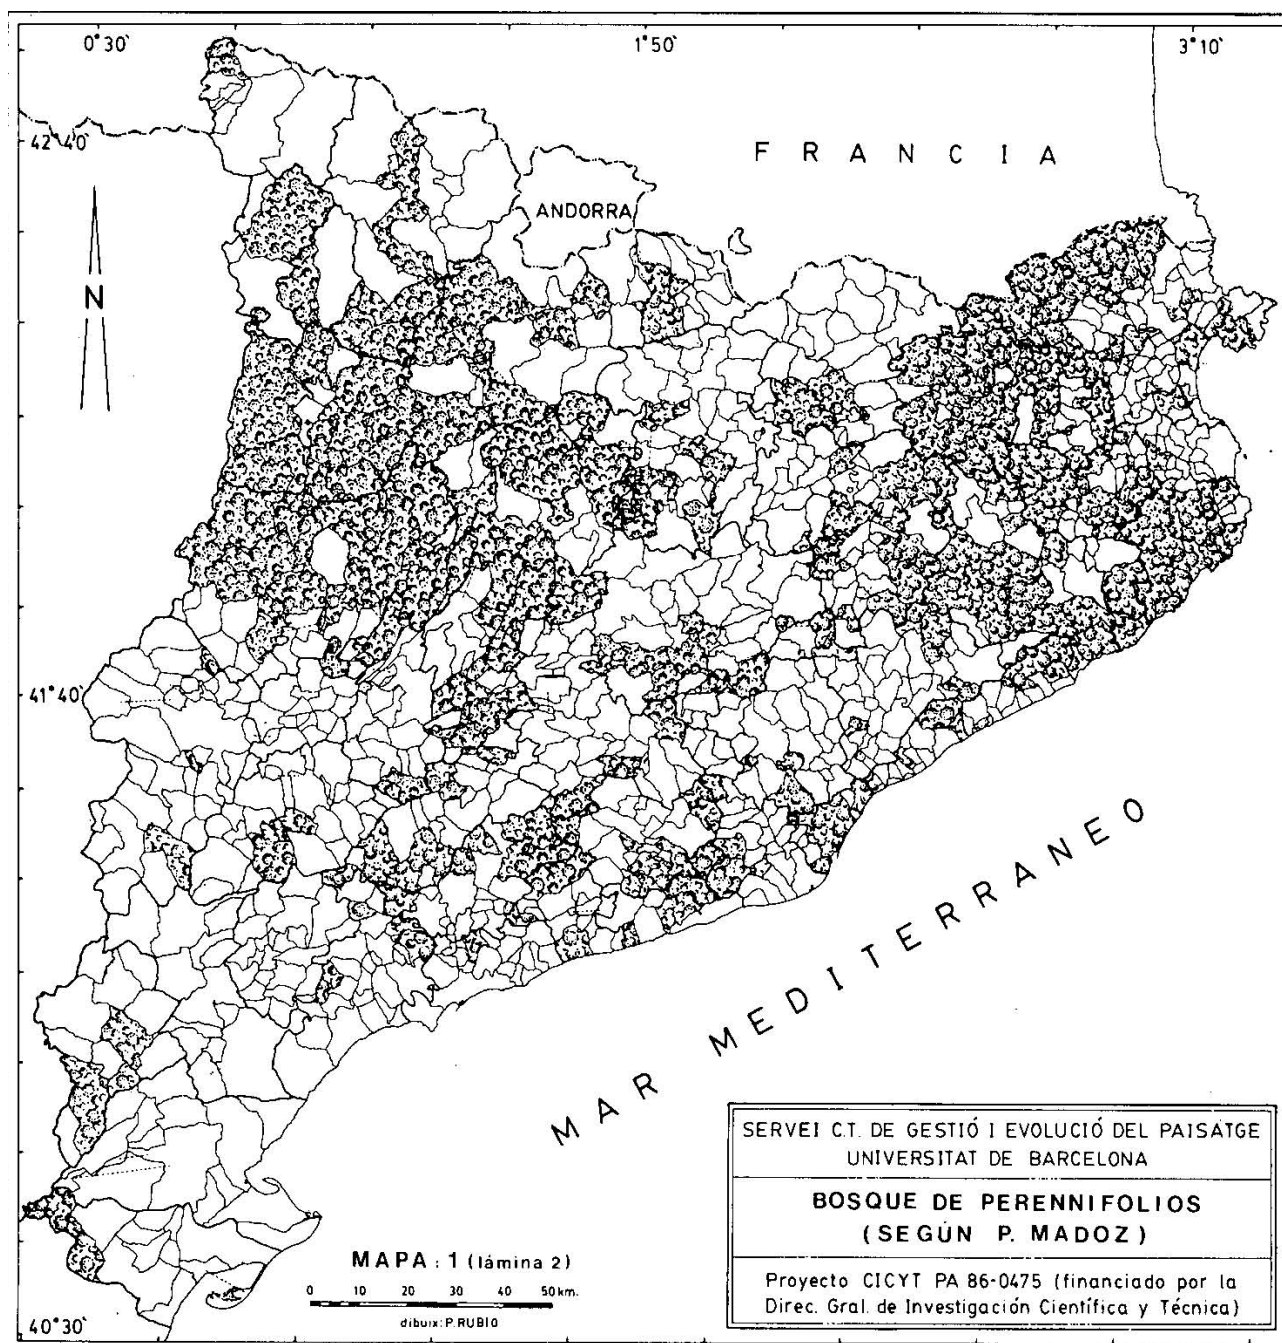 0°30'
1°50'
3°10'
42°40'
F R A N C I A
ANDORRA
N
41°40'
MAR MEDITERRANEO
SERVEI C.T. DE GESTIÓ I EVOLUCIÓ DEL PAISATGE
UNIVERSITAT DE BARCELONA
BOSQUE DE PERENNIFOLIOS
(SEGÚN P. MADOZ)
Proyecto CICYT PA 86-0475 (financiado por la
Direc. Gral. de Investigación Científica y Técnica)
MAPA : 1 (lámina 2)
0 10 20 30 40 50 km.
dibuix: P. RUBIO
40°30'